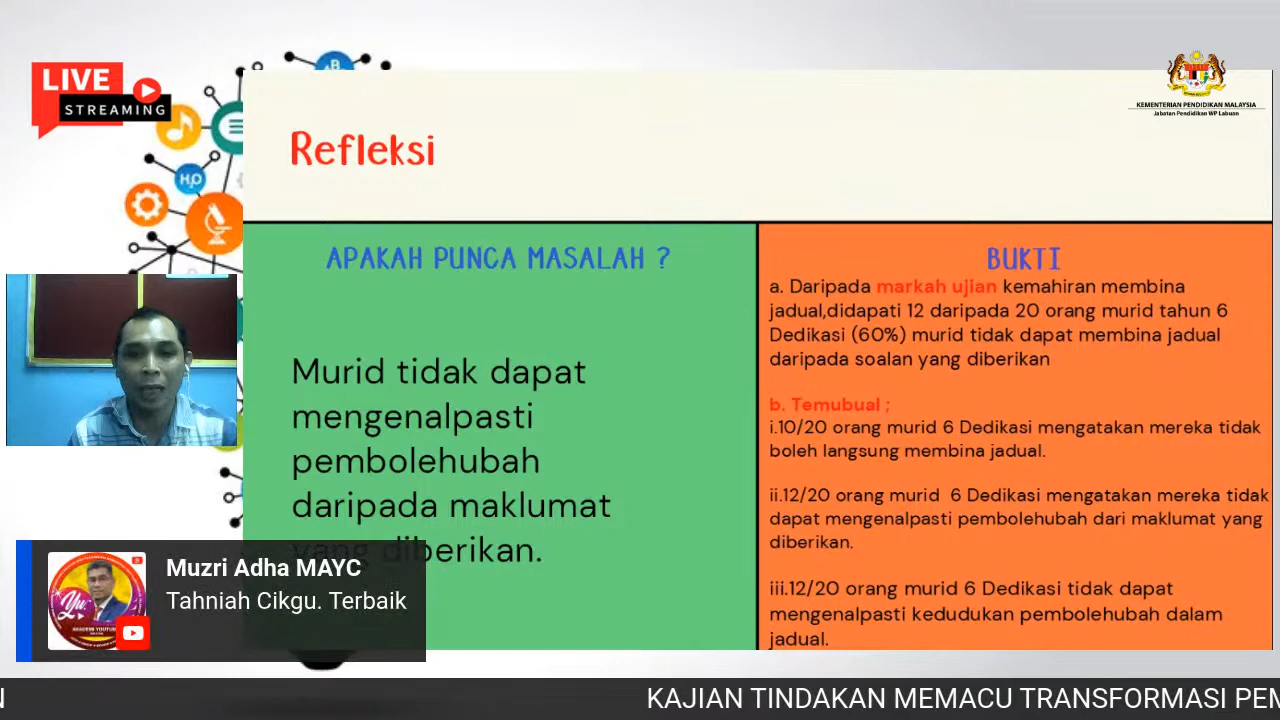 LIVE
STREAMING
B
H₂O
KEMENTERIAN PENDIDIKAN MALAYSIA
Jabatan Pendidikan WP Labuan
Refleksi
APAKAH PUNCA MASALAH ?
Murid tidak dapat
mengenalpasti
pembolehubah
daripada maklumat
yang diberikan.
BUKTI
a. Daripada markah ujian kemahiran membina
jadual,didapati 12 daripada 20 orang murid tahun 6
Dedikasi (60%) murid tidak dapat membina jadual
daripada soalan yang diberikan
b. Temubual ;
i.10/20 orang murid 6 Dedikasi mengatakan mereka tidak
boleh langsung membina jadual.
ii.12/20 orang murid 6 Dedikasi mengatakan mereka tidak
dapat mengenalpasti pembolehubah dari maklumat yang
diberikan.
iii.12/20 orang murid 6 Dedikasi tidak dapat
mengenalpasti kedudukan pembolehubah dalam
jadual.
Muzri Adha MAYC
Tahniah Cikgu. Terbaik
N
KAJIAN TINDAKAN MEMACU TRANSFORMASI PEM